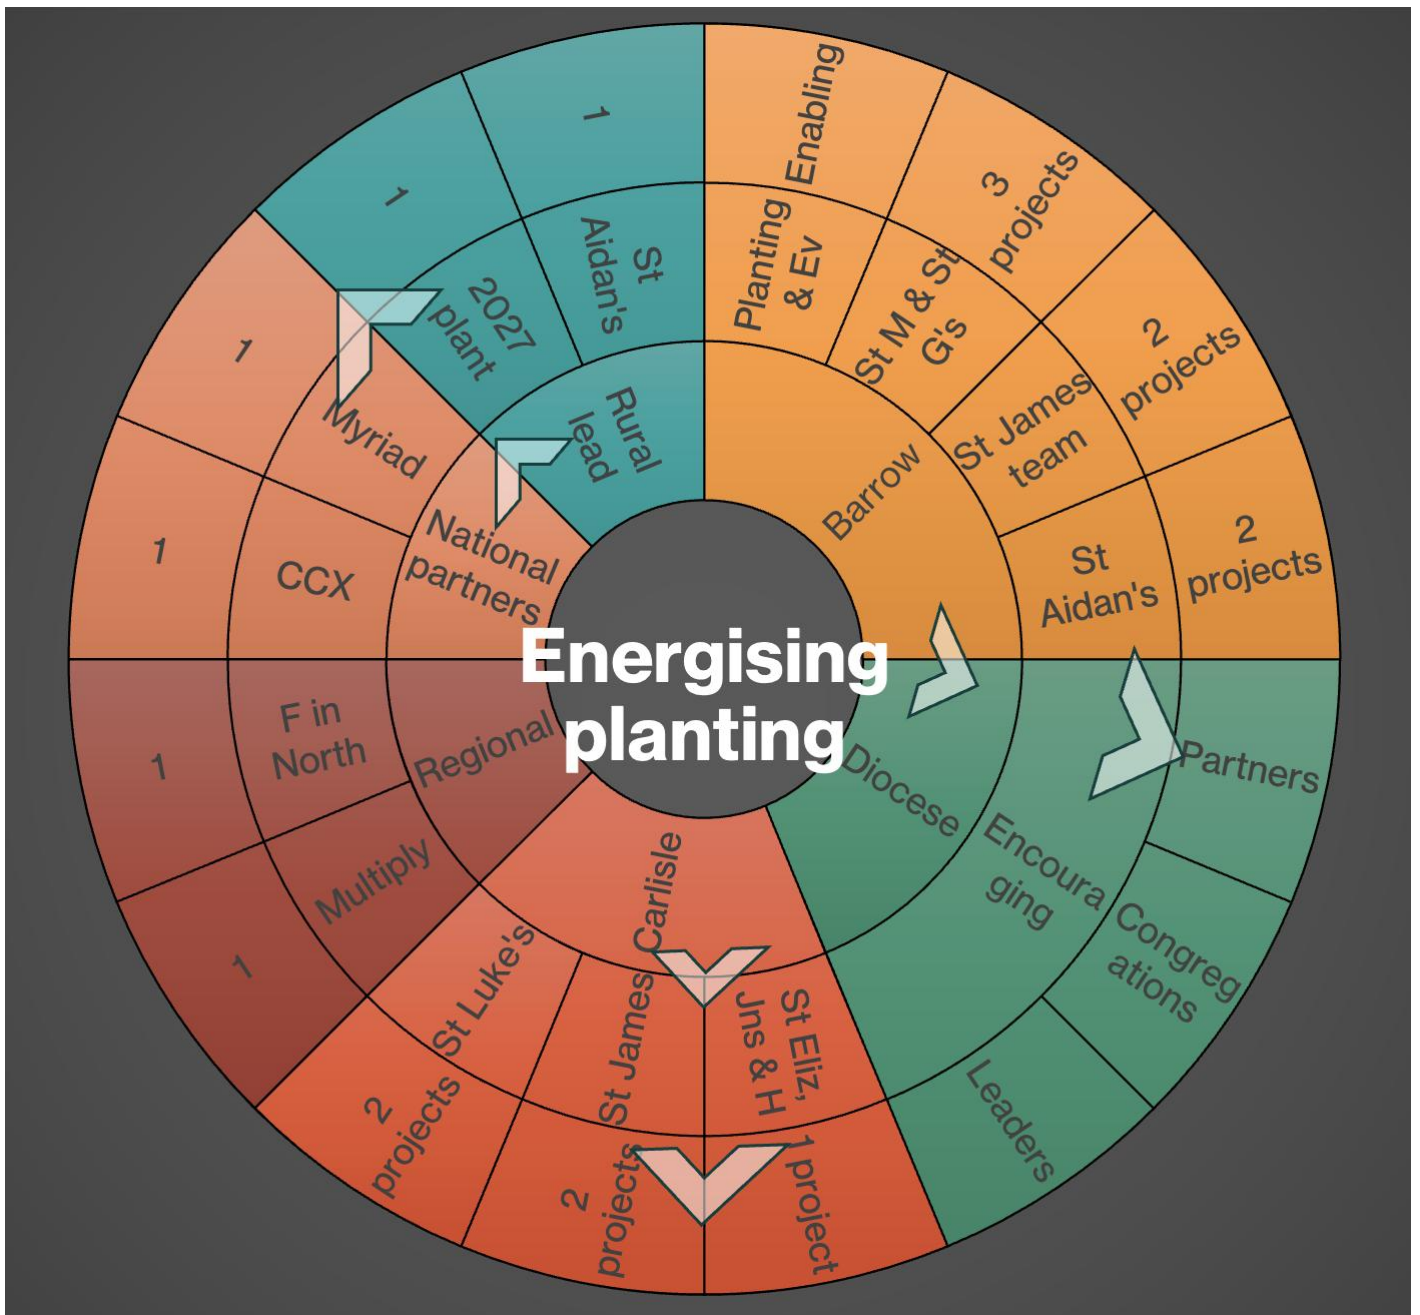 Energising
planting
Barrow
Planting
& Ev
Enabling
St M & St
G's
3
projects
St James
team
2
projects
St
Aidan's
2
projects
Diocese
Encoura
ging
Partners
Congreg
ations
Leaders
Carlisle
St Eliz,
Jns & H
1 project
St James
2
projects
St Luke's
2
projects
Regional
Multiply
1
F in
North
1
National
partners
CCX
1
Myriad
1
Rural
lead
2027
plant
1
St
Aidan's
1